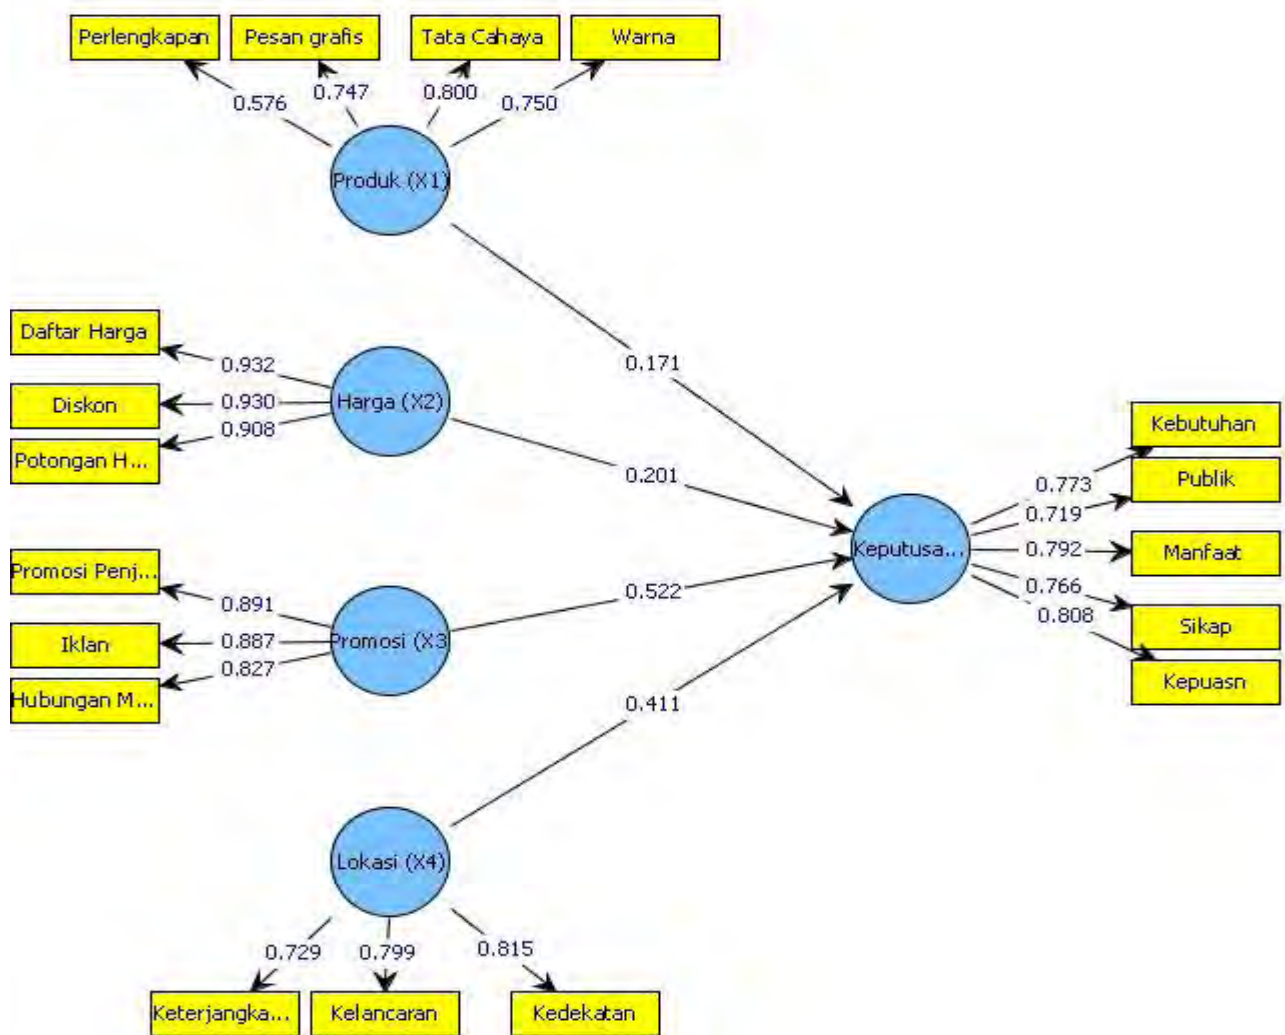 Perlengkapan
Pesan grafis
Tata Cahaya
Warna
0.576
0.747
0.800
0.750
Produk (X1)
0.171
Daftar Harga
Diskon
Potongan H...
0.932
0.930
0.908
Harga (X2)
0.201
Promosi Penj...
Iklan
Hubungan M...
0.891
0.887
0.827
Promosi (X3
0.522
Keputusa...
0.773
0.719
0.792
0.766
0.808
Kebutuhan
Publik
Manfaat
Sikap
Kepuasn
0.411
Lokasi (X4)
0.729
0.799
0.815
Keterjangka...
Kelancaran
Kedekatan